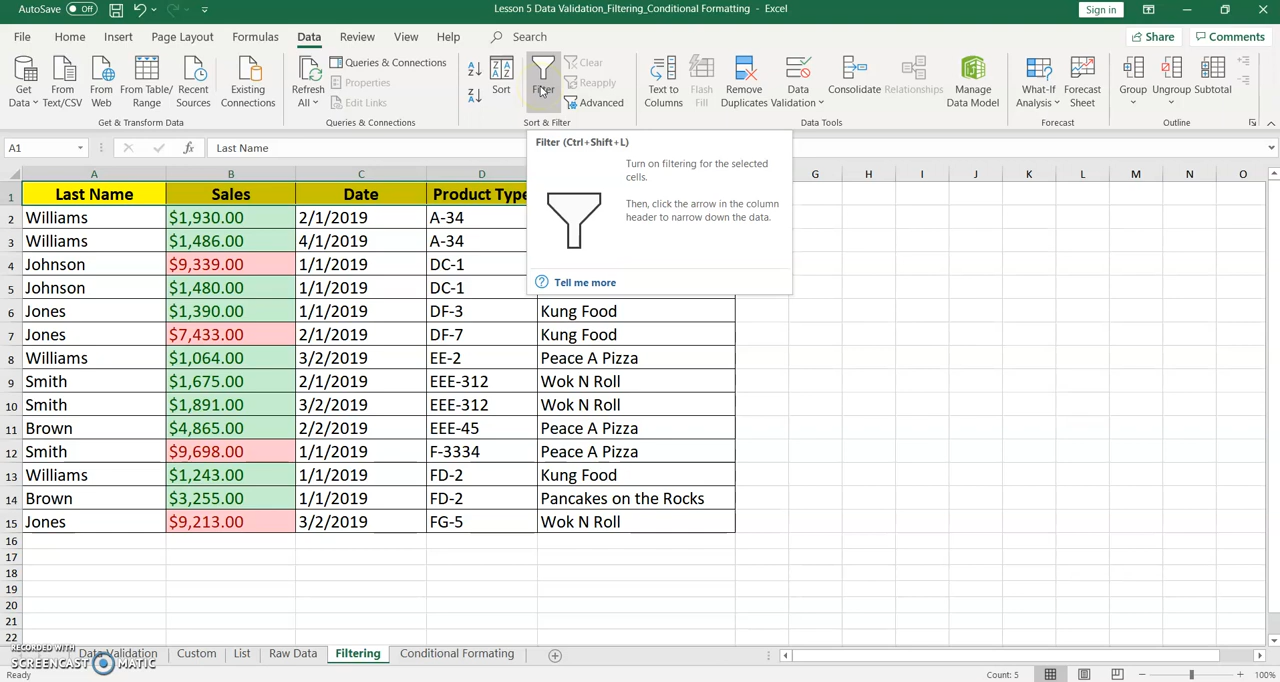 AutoSave Off
Lesson 5 Data Validation_Filtering_Conditional Formatting - Excel
Sign in
File Home Insert Page Layout Formulas Data Review View Help Search
Share Comments
Get Data
From Text/CSV
From Web
From Table/ Range
Recent Sources
Existing Connections
Get & Transform Data
Refresh All
Queries & Connections
Properties
Edit Links
Queries & Connections
Sort
Filter
Clear
Reapply
Advanced
Sort & Filter
Text to Columns
Flash Fill
Remove Duplicates
Data Validation
Consolidate
Relationships
Manage Data Model
Data Tools
What-If Analysis
Forecast Sheet
Forecast
Group
Ungroup
Subtotal
Outline
A1 fx Last Name
Filter (Ctrl+Shift+L)
Turn on filtering for the selected
cells.
Then, click the arrow in the column
header to narrow down the data.
Tell me more
A B C D G H I J K L M N O
1 Last Name Sales Date Product Type
2 Williams $1,930.00 2/1/2019 A-34
3 Williams $1,486.00 4/1/2019 A-34
4 Johnson $9,339.00 1/1/2019 DC-1
5 Johnson $1,480.00 1/1/2019 DC-1
6 Jones $1,390.00 1/1/2019 DF-3 Kung Food
7 Jones $7,433.00 2/1/2019 DF-7 Kung Food
8 Williams $1,064.00 3/2/2019 EE-2 Peace A Pizza
9 Smith $1,675.00 2/1/2019 EEE-312 Wok N Roll
10 Smith $1,891.00 3/2/2019 EEE-312 Wok N Roll
11 Brown $4,865.00 2/2/2019 EEE-45 Peace A Pizza
12 Smith $9,698.00 1/1/2019 F-3334 Peace A Pizza
13 Williams $1,243.00 1/1/2019 FD-2 Kung Food
14 Brown $3,255.00 1/1/2019 FD-2 Pancakes on the Rocks
15 Jones $9,213.00 3/2/2019 FG-5 Wok N Roll
16
17
18
19
20
21
22
Data Validation Custom List Raw Data Filtering Conditional Formating
RECORDED WITH
SCREENCAST MATIC
Ready
Count: 5
100%